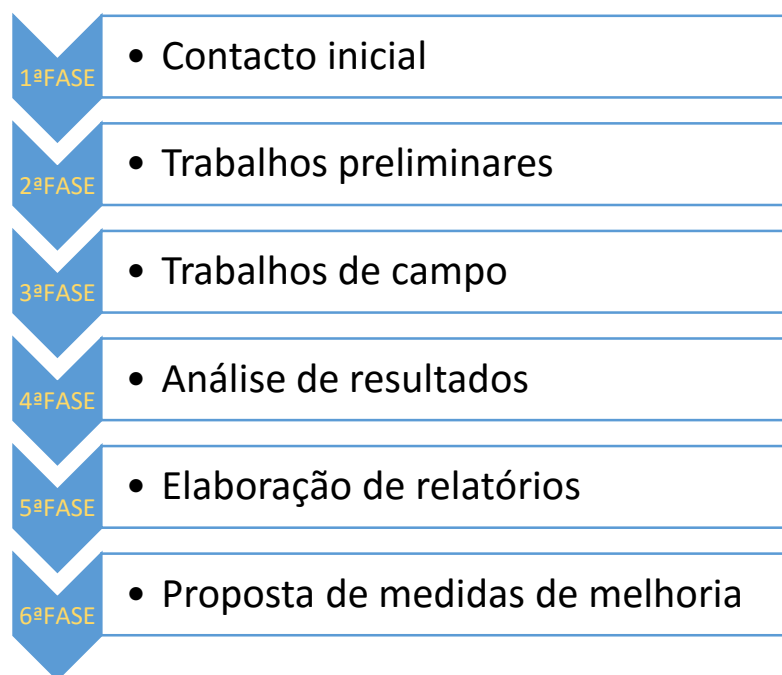 1ªFASE
• Contacto inicial
2ªFASE
• Trabalhos preliminares
3ªFASE
• Trabalhos de campo
4ªFASE
• Análise de resultados
5ªFASE
• Elaboração de relatórios
6ªFASE
• Proposta de medidas de melhoria